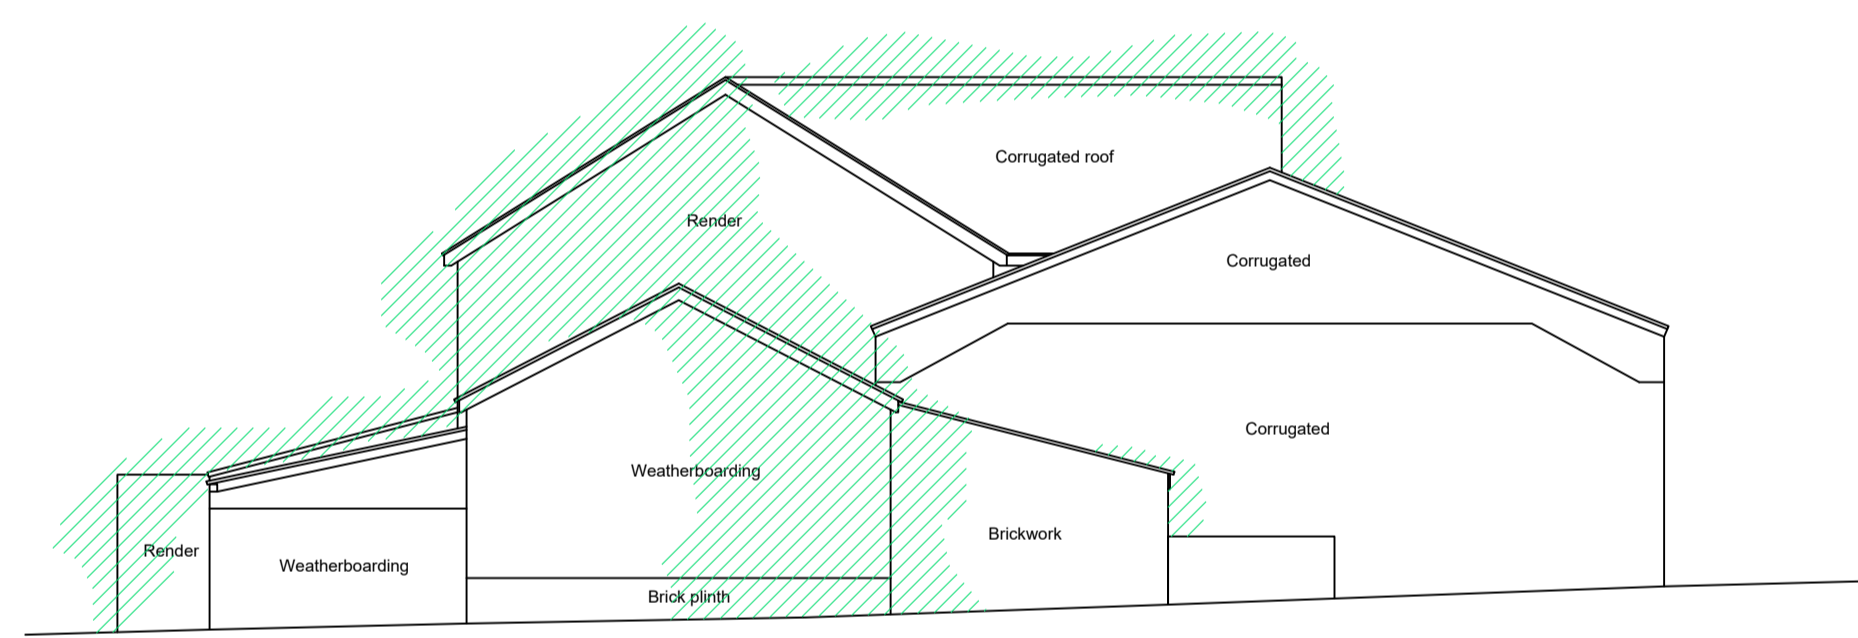 Corrugated roof
Render
Corrugated
Corrugated
Weatherboarding
Brickwork
Render
Weatherboarding
Brick plinth